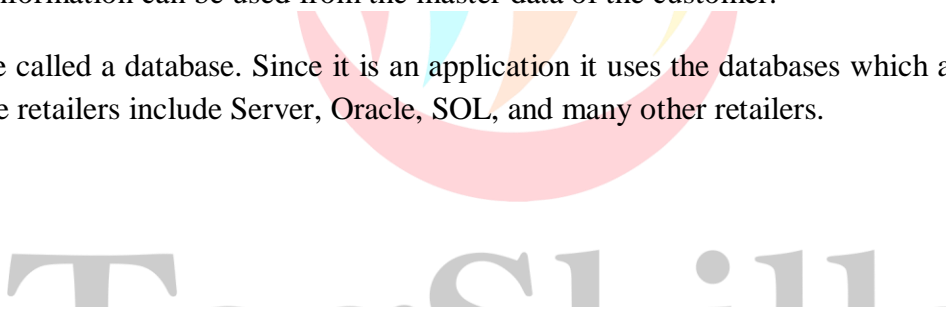 nformation can be used from the master data of the customer.
e called a database. Since it is an application it uses the databases which a
e retailers include Server, Oracle, SOL, and many other retailers.